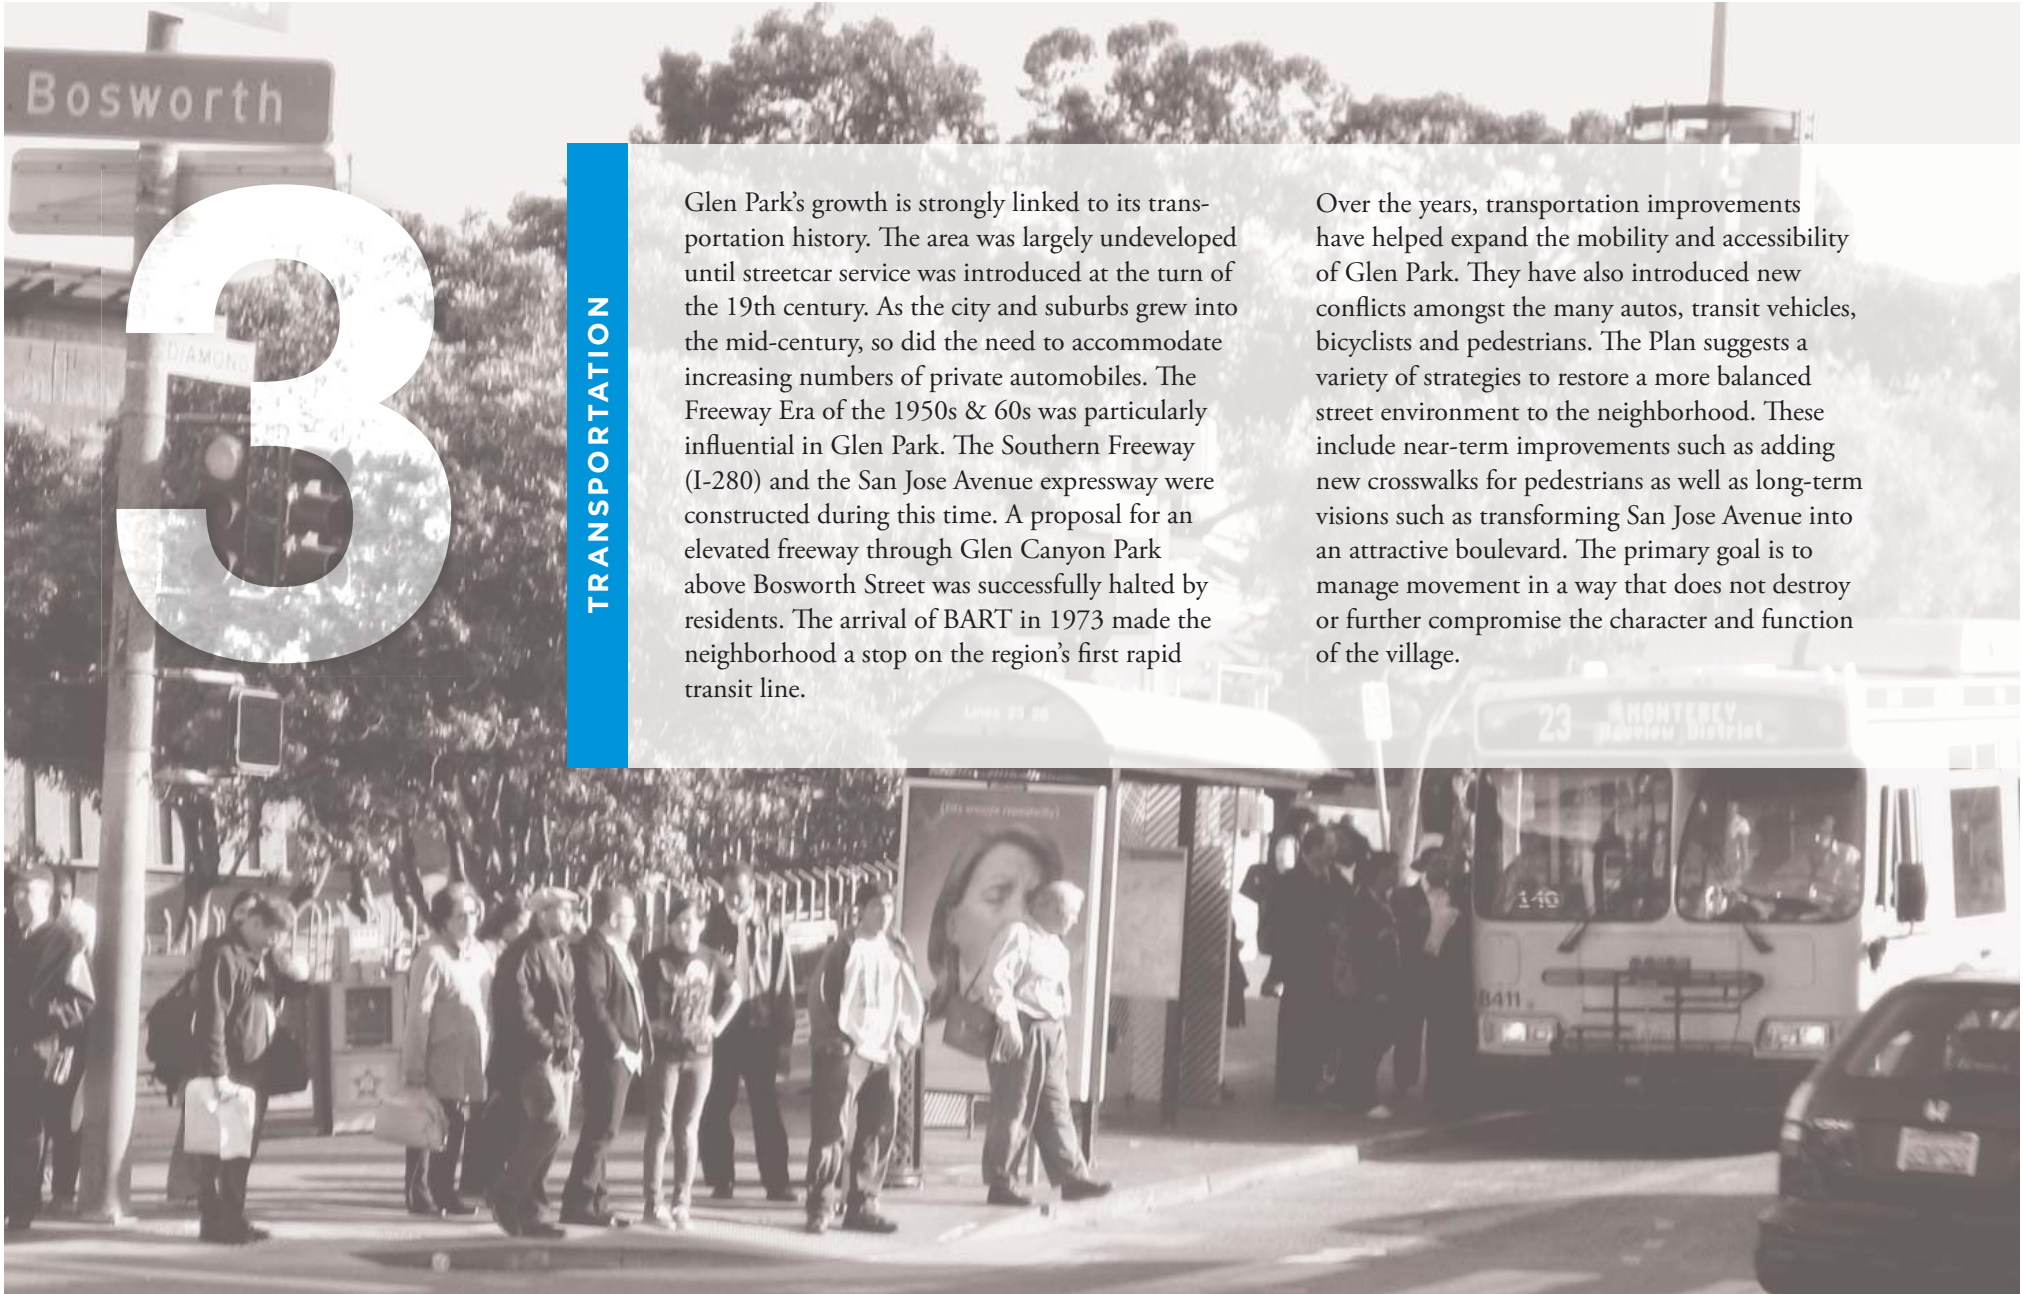 Bosworth
DIAMOND
3
TRANSPORTATION
Glen Park’s growth is strongly linked to its trans-
portation history. The area was largely undeveloped
until streetcar service was introduced at the turn of
the 19th century. As the city and suburbs grew into
the mid-century, so did the need to accommodate
increasing numbers of private automobiles. The
Freeway Era of the 1950s & 60s was particularly
influential in Glen Park. The Southern Freeway
(I-280) and the San Jose Avenue expressway were
constructed during this time. A proposal for an
elevated freeway through Glen Canyon Park
above Bosworth Street was successfully halted by
residents. The arrival of BART in 1973 made the
neighborhood a stop on the region’s first rapid
transit line.
Over the years, transportation improvements
have helped expand the mobility and accessibility
of Glen Park. They have also introduced new
conflicts amongst the many autos, transit vehicles,
bicyclists and pedestrians. The Plan suggests a
variety of strategies to restore a more balanced
street environment to the neighborhood. These
include near-term improvements such as adding
new crosswalks for pedestrians as well as long-term
visions such as transforming San Jose Avenue into
an attractive boulevard. The primary goal is to
manage movement in a way that does not destroy
or further compromise the character and function
of the village.
Lines 23 26
23 MONTEREY
Bayview District
140
8411